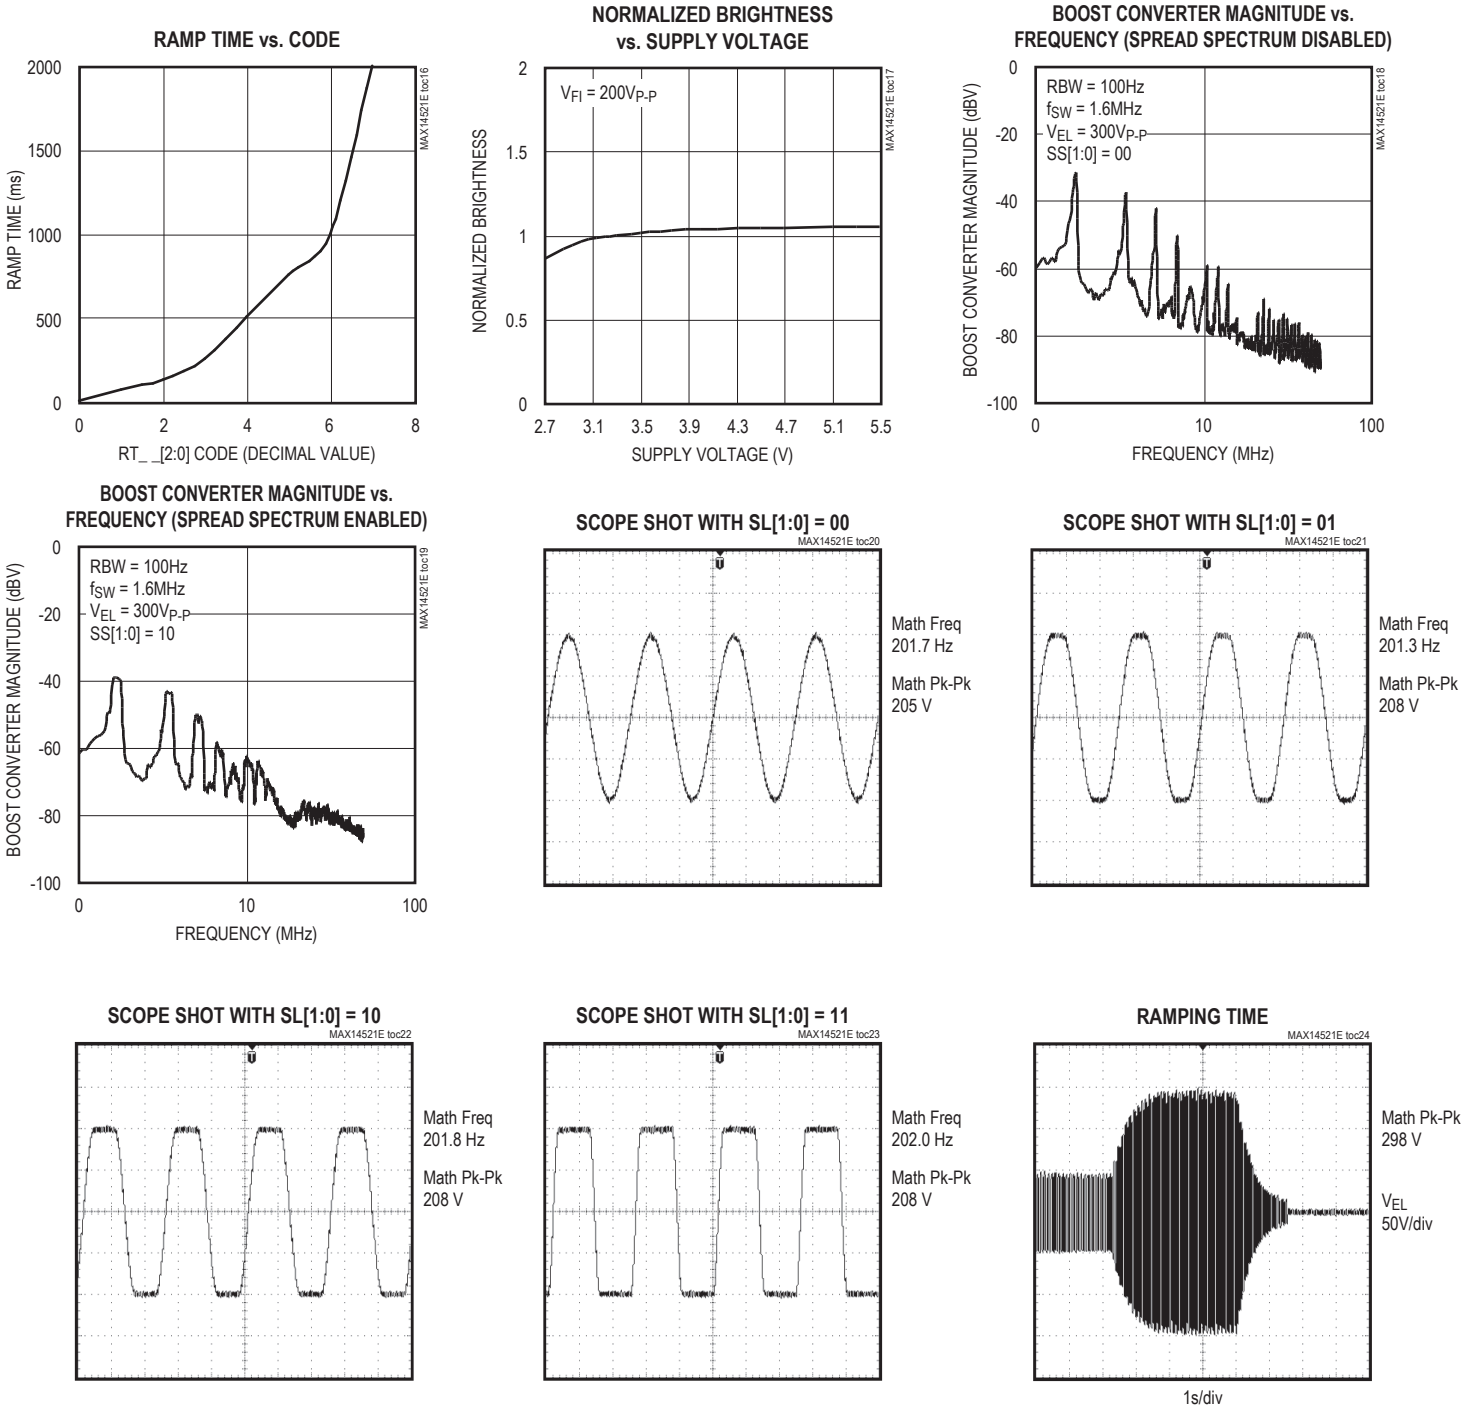 RAMP TIME vs. CODE
MAX14521E toc16
RAMP TIME (ms)
2000
1500
1000
500
0
0 2 4 6 8
RT_ _[2:0] CODE (DECIMAL VALUE)
NORMALIZED BRIGHTNESS
vs. SUPPLY VOLTAGE
MAX14521E toc17
VFI = 200VP-P
NORMALIZED BRIGHTNESS
2
1.5
1
0.5
0
2.7 3.1 3.5 3.9 4.3 4.7 5.1 5.5
SUPPLY VOLTAGE (V)
BOOST CONVERTER MAGNITUDE vs.
FREQUENCY (SPREAD SPECTRUM DISABLED)
MAX14521E toc18
RBW = 100Hz
fSW = 1.6MHz
VEL = 300VP-P
SS[1:0] = 00
BOOST CONVERTER MAGNITUDE (dBV)
0
-20
-40
-60
-80
-100
0 10 100
FREQUENCY (MHz)
BOOST CONVERTER MAGNITUDE vs.
FREQUENCY (SPREAD SPECTRUM ENABLED)
MAX14521E toc19
RBW = 100Hz
fSW = 1.6MHz
VEL = 300VP-P
SS[1:0] = 10
BOOST CONVERTER MAGNITUDE (dBV)
0
-20
-40
-60
-80
-100
0 10 100
FREQUENCY (MHz)
SCOPE SHOT WITH SL[1:0] = 00
MAX14521E toc20
T
Math Freq
201.7 Hz
Math Pk-Pk
205 V
SCOPE SHOT WITH SL[1:0] = 01
MAX14521E toc21
T
Math Freq
201.3 Hz
Math Pk-Pk
208 V
SCOPE SHOT WITH SL[1:0] = 10
MAX14521E toc22
T
Math Freq
201.8 Hz
Math Pk-Pk
208 V
SCOPE SHOT WITH SL[1:0] = 11
MAX14521E toc23
T
Math Freq
202.0 Hz
Math Pk-Pk
208 V
RAMPING TIME
MAX14521E toc24
Math Pk-Pk
298 V
VEL
50V/div
1s/div